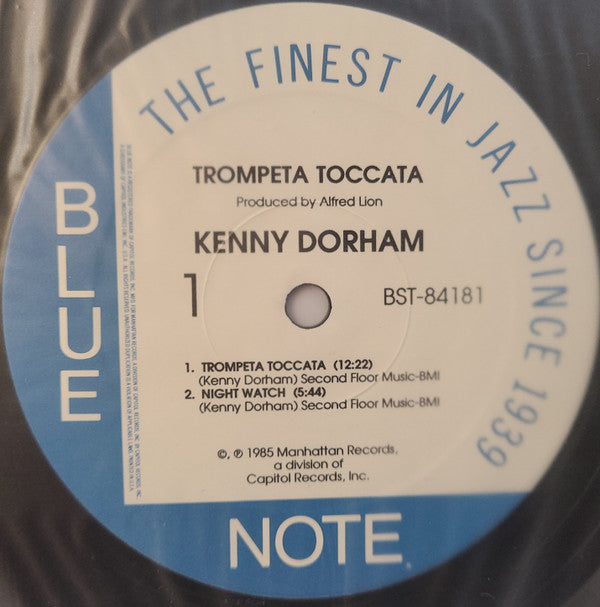 THE FINEST IN JAZZ SINCE 1939
TROMPETA TOCCATA
Produced by Alfred Lion
KENNY DORHAM
1
BST-84181
1. TROMPETA TOCCATA (12:22)
(Kenny Dorham) Second Floor Music-BMI
2. NIGHT WATCH (5:44)
(Kenny Dorham) Second Floor Music-BMI
©, ℗ 1985 Manhattan Records,
a division of
Capitol Records, Inc.
BLUE
NOTE